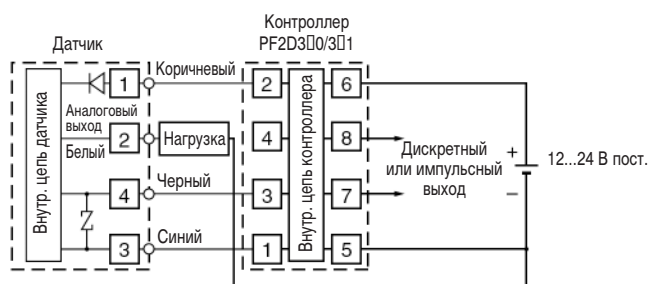 Контроллер
PF2D3▯0/3▯1
Датчик
Внутр. цепь датчика
1
Коричневый
Аналоговый
выход
2
Белый
Нагрузка
4
Черный
3
Синий
2
4
3
1
Внутр. цепь контроллера
6
8
7
5
Дискретный
или импульсный
выход
+
–
12...24 В пост.